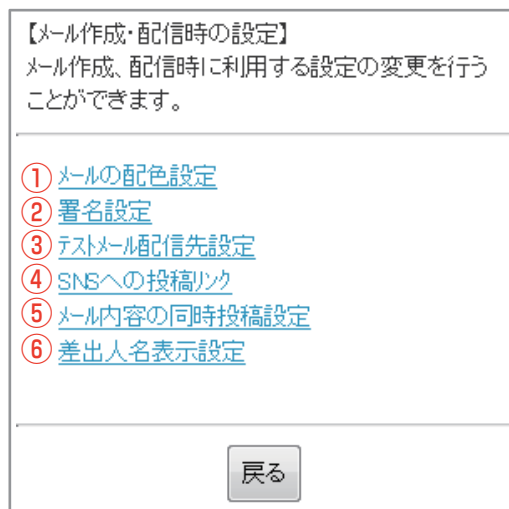 【ﾒｰﾙ作成・配信時の設定】
ﾒｰﾙ作成、配信時に利用する設定の変更を行う
ことができます。
① ﾒｰﾙの配色設定
② 署名設定
③ ﾃｽﾄﾒｰﾙ配信先設定
④ SNSへの投稿ﾘﾝｸ
⑤ ﾒｰﾙ内容の同時投稿設定
⑥ 差出人名表示設定
戻る